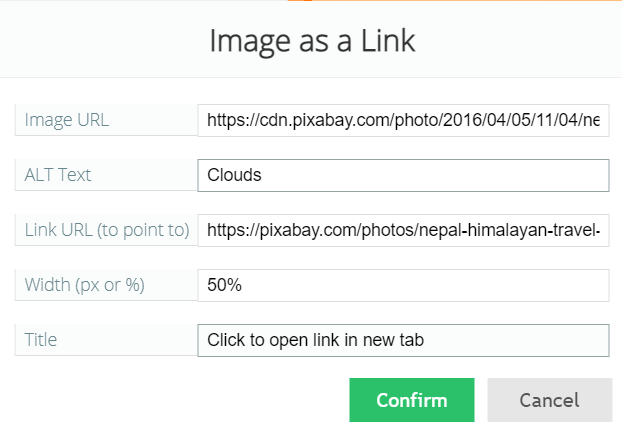 Image as a Link
Image URL https://cdn.pixabay.com/photo/2016/04/05/11/04/ne
ALT Text Clouds
Link URL (to point to) https://pixabay.com/photos/nepal-himalayan-travel-
Width (px or %) 50%
Title Click to open link in new tab
Confirm Cancel